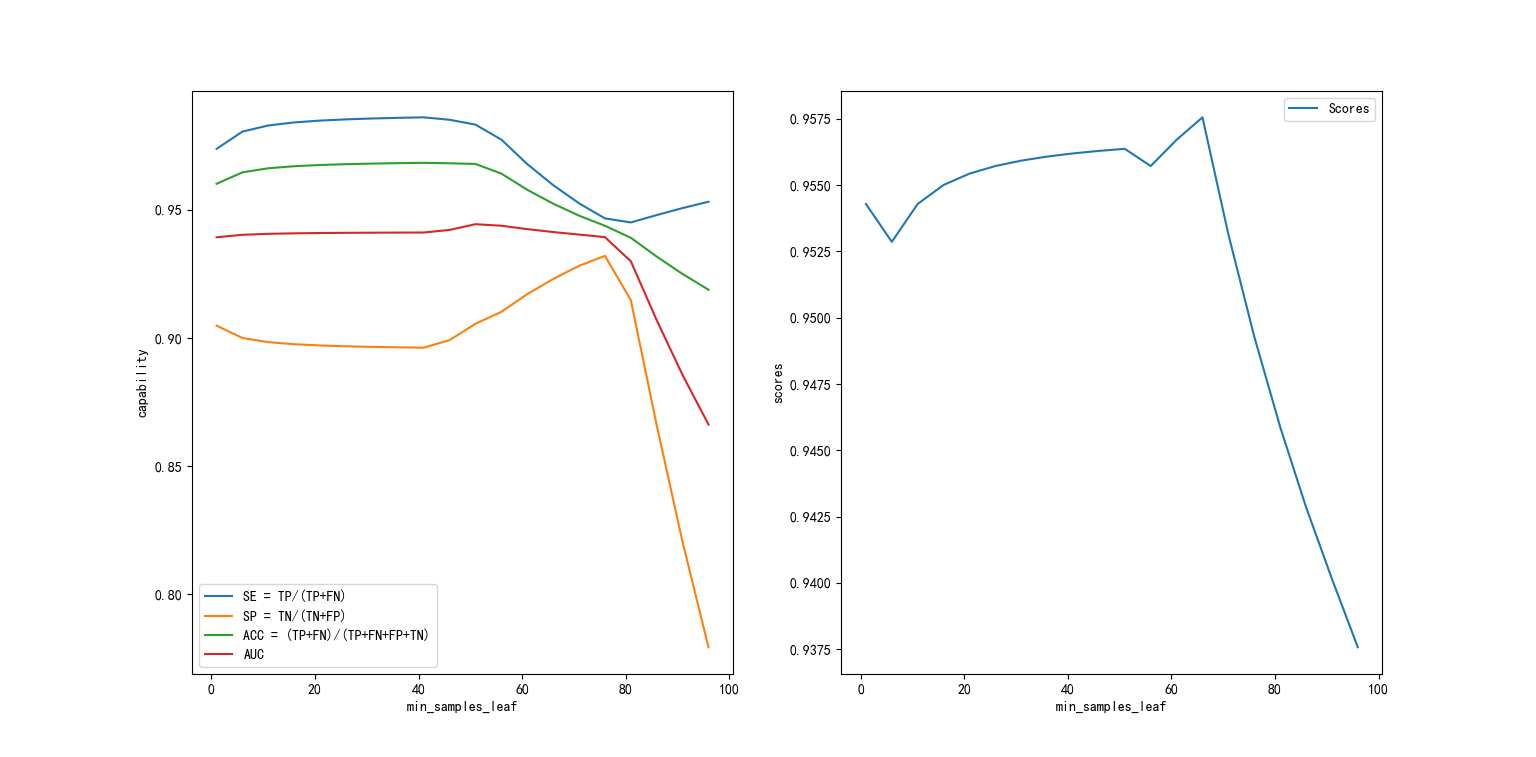 capability
0.95
0.90
0.85
0.80
SE = TP/(TP+FN)
SP = TN/(TN+FP)
ACC = (TP+FN)/(TP+FN+FP+TN)
AUC
0 20 40 60 80 100
min_samples_leaf
scores
0.9575
0.9550
0.9525
0.9500
0.9475
0.9450
0.9425
0.9400
0.9375
Scores
0 20 40 60 80 100
min_samples_leaf